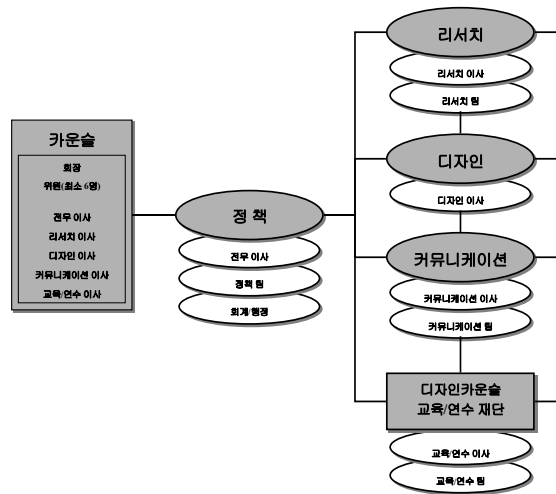 카운슬
회장
위원(최소 6명)
전무 이사
리서치 이사
디자인 이사
커뮤니케이션 이사
교육/연수 이사
정 책
전무 이사
정책 팀
회계/행정
리서치
리서치 이사
리서치 팀
디자인
디자인 이사
커뮤니케이션
커뮤니케이션 이사
커뮤니케이션 팀
디자인카운슬
교육/연수 재단
교육/연수 이사
교육/연수 팀